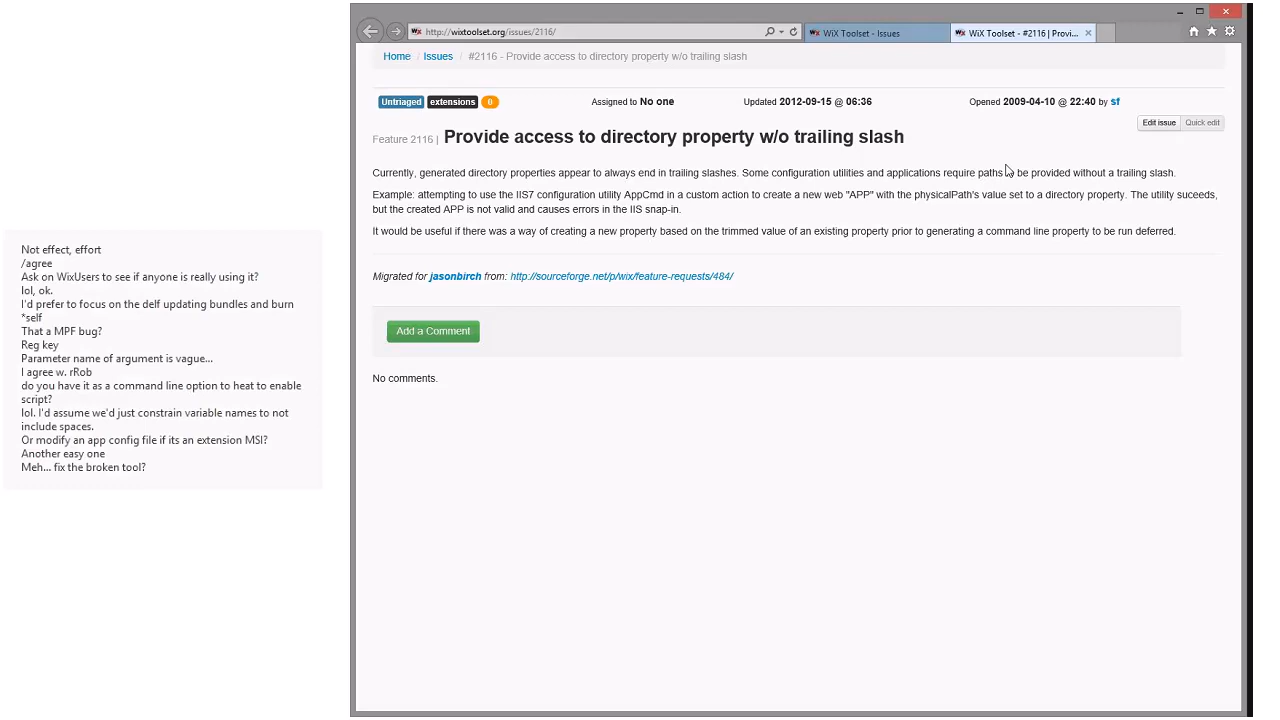 http://wixtoolset.org/issues/2116/
WiX Toolset - Issues
WiX Toolset - #2116 | Provi...
Home / Issues / #2116 - Provide access to directory property w/o trailing slash
Untriaged extensions 0 Assigned to No one Updated 2012-09-15 @ 06:36 Opened 2009-04-10 @ 22:40 by sf
Edit issue Quick edit
Feature 2116 | Provide access to directory property w/o trailing slash
Currently, generated directory properties appear to always end in trailing slashes. Some configuration utilities and applications require paths be provided without a trailing slash.
Example: attempting to use the IIS7 configuration utility AppCmd in a custom action to create a new web "APP" with the physicalPath's value set to a directory property. The utility suceeds,
but the created APP is not valid and causes errors in the IIS snap-in.
It would be useful if there was a way of creating a new property based on the trimmed value of an existing property prior to generating a command line property to be run deferred.
Migrated for jasonbirch from: http://sourceforge.net/p/wix/feature-requests/484/
Add a Comment
No comments.
Not effect, effort
/agree
Ask on WixUsers to see if anyone is really using it?
lol, ok.
I'd prefer to focus on the delf updating bundles and burn
*self
That a MPF bug?
Reg key
Parameter name of argument is vague...
I agree w. rRob
do you have it as a command line option to heat to enable
script?
lol. I'd assume we'd just constrain variable names to not
include spaces.
Or modify an app config file if its an extension MSI?
Another easy one
Meh... fix the broken tool?